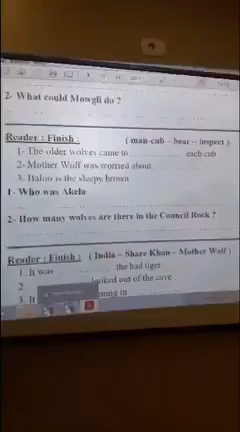 2- What could Mowgli do ?
Reader : Finish : ( man-cub – bear – inspect )
1- The older wolves came to ............ each cub
2- Mother Wolf was worried about
3. Baloo is the sleepy brown
1- Who was Akela
2- How many wolves are there in the Council Rock ?
Reader : Finish : ( India – Share Khan – Mother Wolf )
1. It was ............ the bad tiger
2. looked out of the cave .
3. It